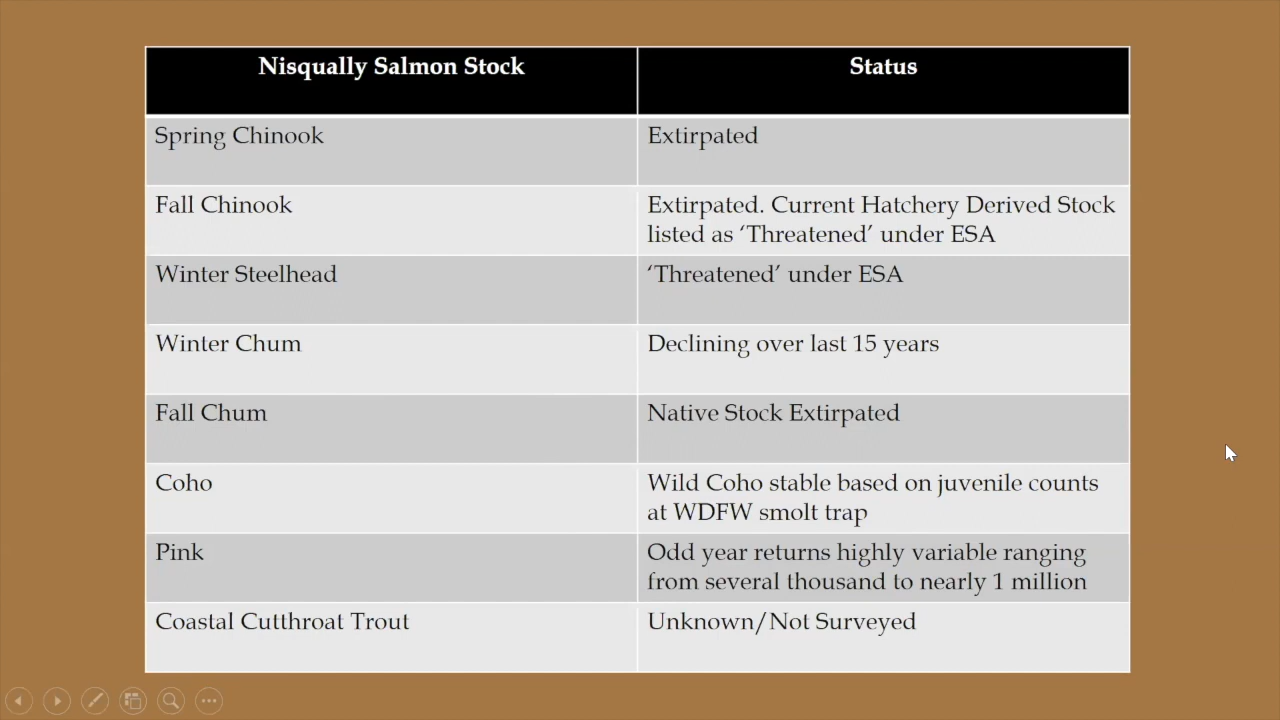 Nisqually Salmon Stock
Status
Spring Chinook
Extirpated
Fall Chinook
Extirpated. Current Hatchery Derived Stock
listed as ‘Threatened’ under ESA
Winter Steelhead
‘Threatened’ under ESA
Winter Chum
Declining over last 15 years
Fall Chum
Native Stock Extirpated
Coho
Wild Coho stable based on juvenile counts
at WDFW smolt trap
Pink
Odd year returns highly variable ranging
from several thousand to nearly 1 million
Coastal Cutthroat Trout
Unknown/Not Surveyed